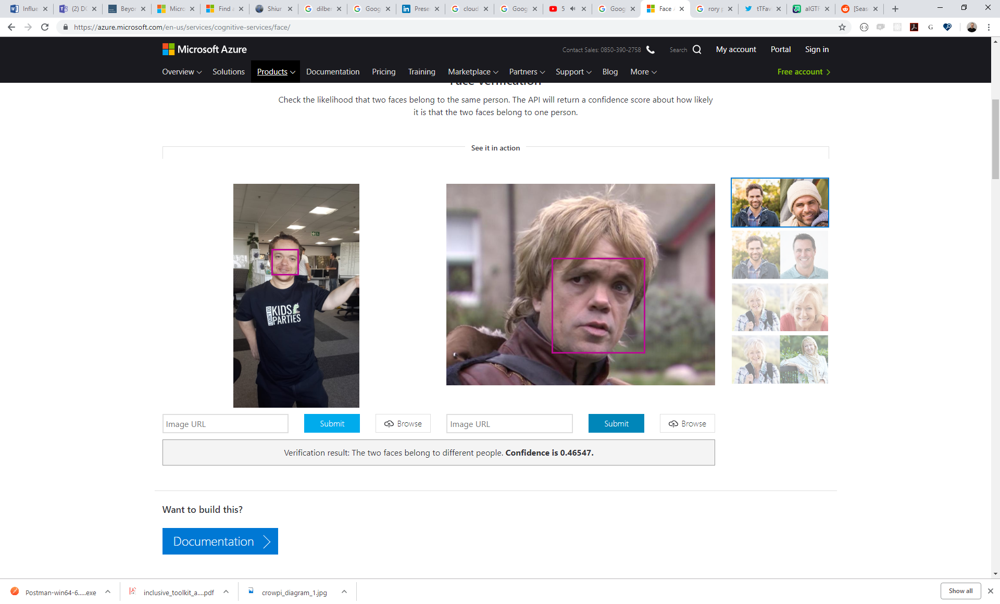 Influe
(2) DC
Beyon
Micro
Find a
Shiur
dilber
Goog
Prese
cloud
Goog
5
Goog
Face A
rory p
tTFav
alGTF
[Seas
https://azure.microsoft.com/en-us/services/cognitive-services/face/
Microsoft Azure
Contact Sales: 0850-390-2758
Search
My account
Portal
Sign in
Overview
Solutions
Products
Documentation
Pricing
Training
Marketplace
Partners
Support
Blog
More
Free account
Face verification
Check the likelihood that two faces belong to the same person. The API will return a confidence score about how likely
it is that the two faces belong to one person.
See it in action
I DON'T DO
KIDS
PARTIES
Image URL
Submit
Browse
Image URL
Submit
Browse
Verification result: The two faces belong to different people. Confidence is 0.46547.
Want to build this?
Documentation
Postman-win64-6.....exe
inclusive_toolkit_a....pdf
crowpi_diagram_1.jpg
Show all